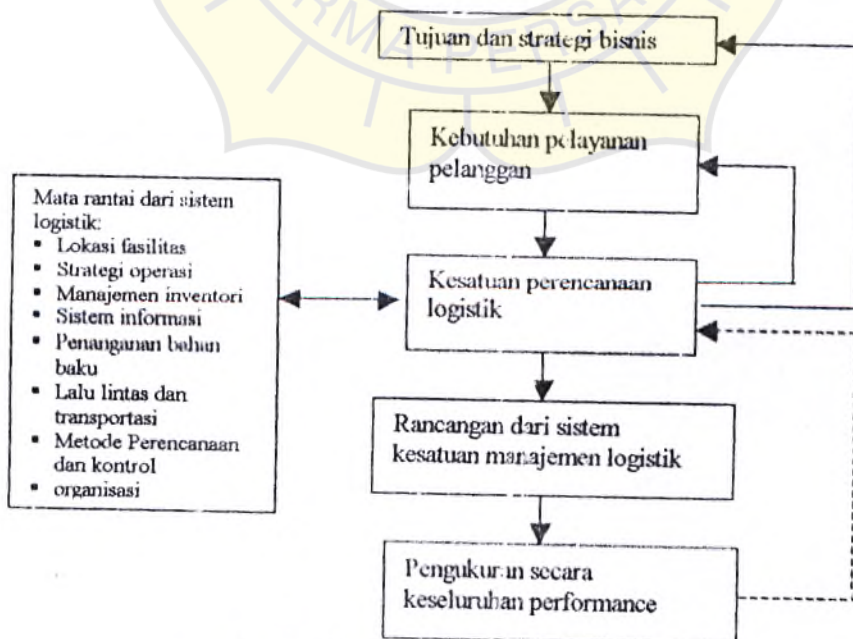 RMA PERSA
Tujuan dan strategi bisnis
Kebutuhan pelayanan
pelanggan
Mata rantai dari sistem
logistik:
▪ Lokasi fasilitas
▪ Strategi operasi
▪ Manajemen inventori
▪ Sistem informasi
▪ Penanganan bahan
baku
▪ Lalu lintas dan
transportasi
▪ Metode Perencanaan
dan kontrol
▪ organisasi
Kesatuan perencanaan
logistik
Rancangan dari sistem
kesatuan manajemen logistik
Pengukuran secara
keseluruhan performance